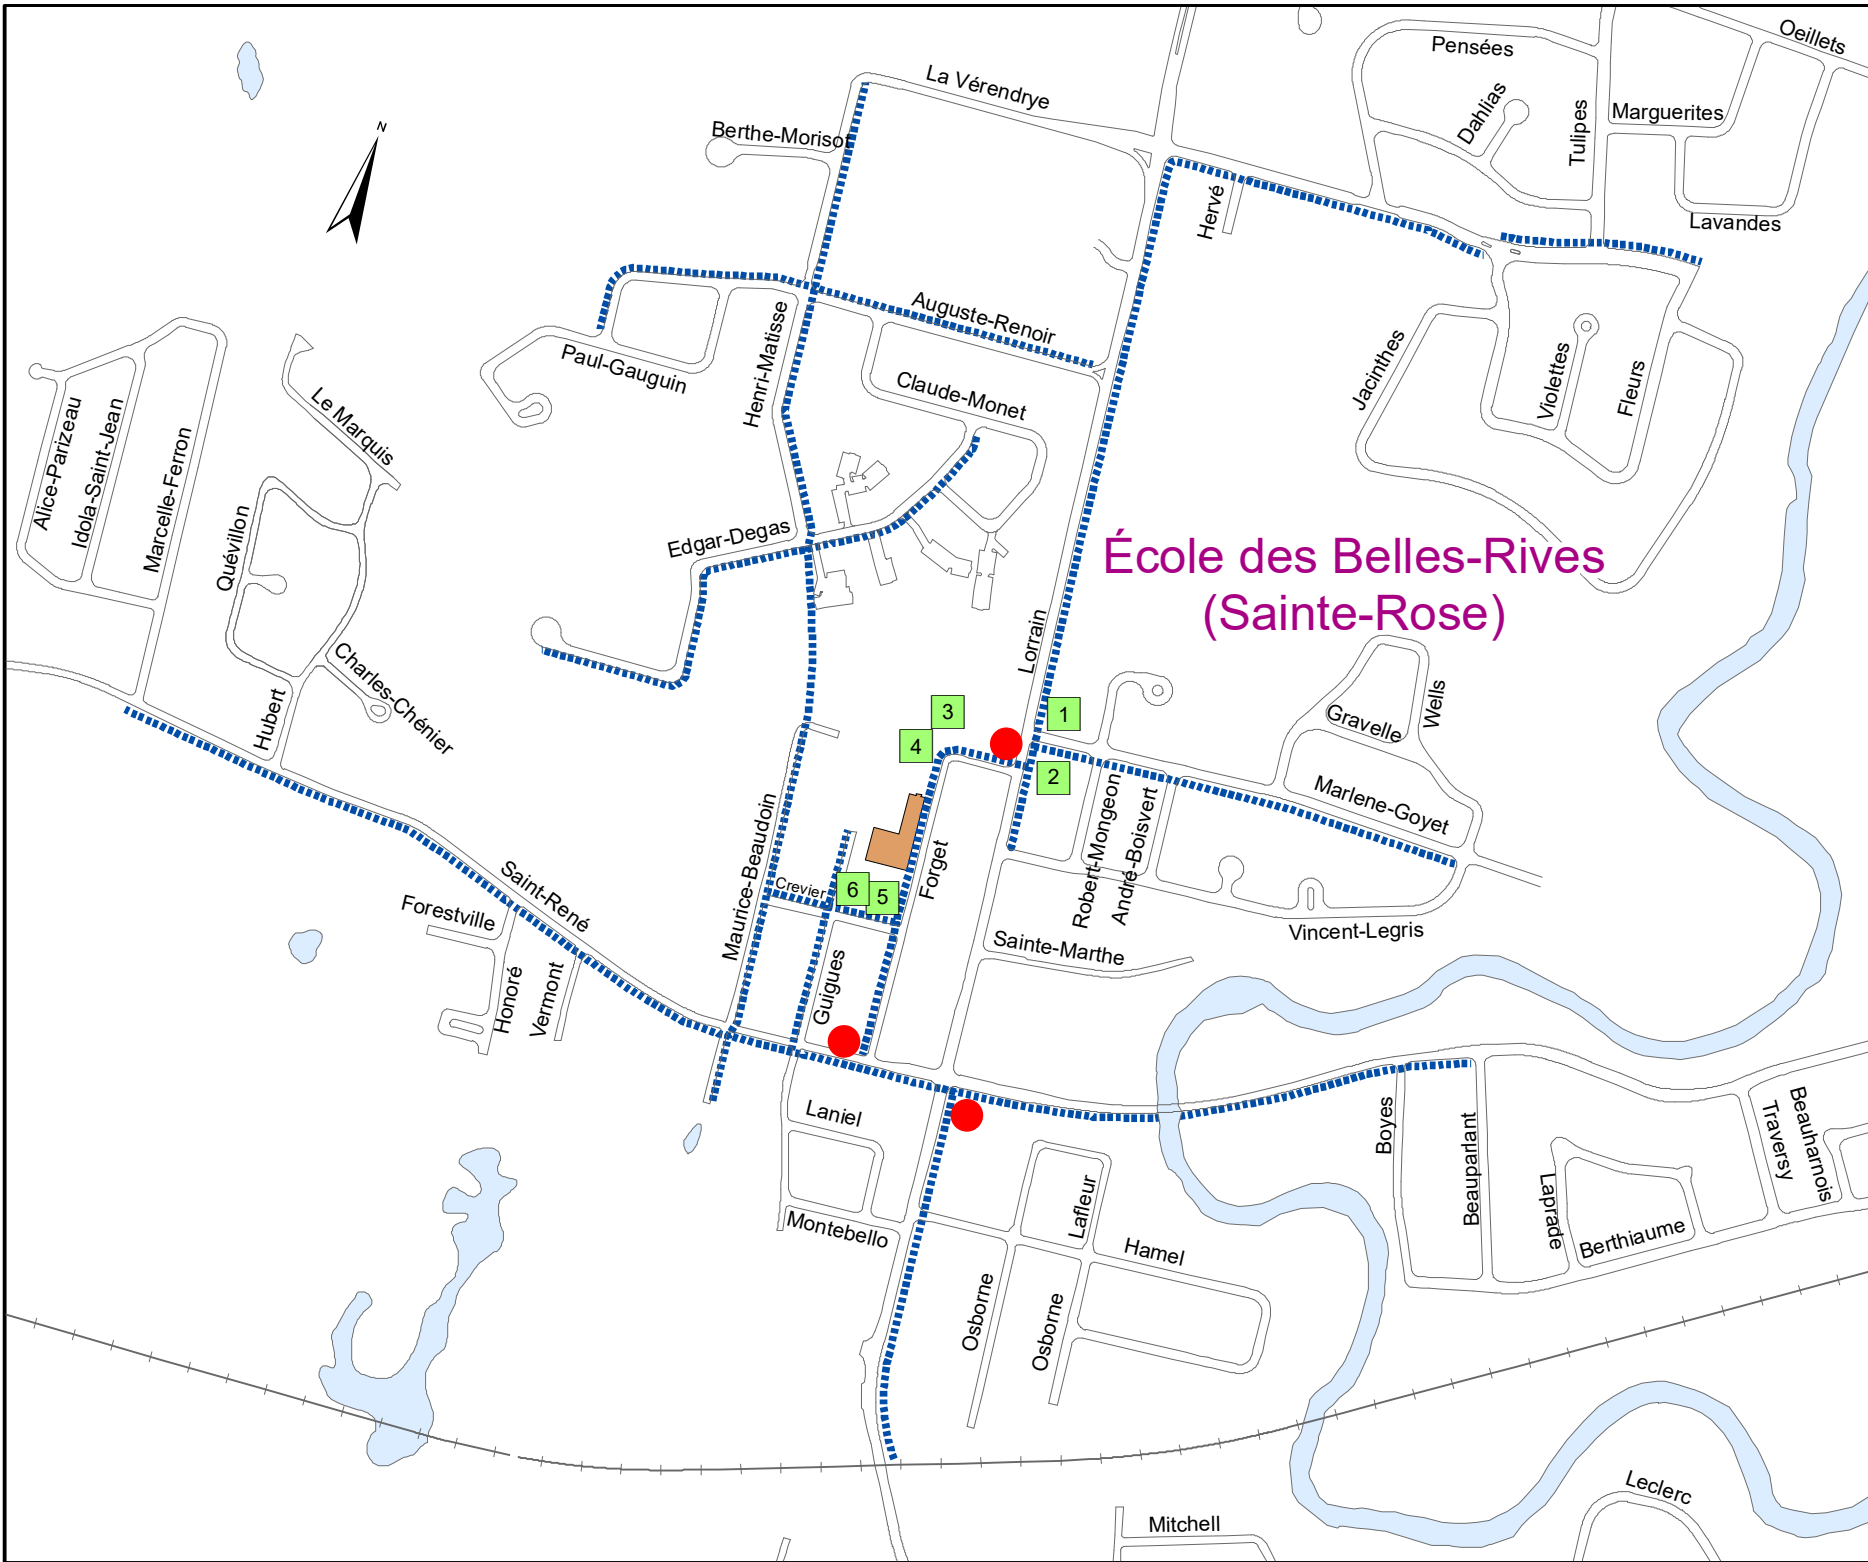 Oeillets
Pensées
La Vérendrye
Dahlias
Marguerites
Tulipes
N
Berthe-Morisot
Hervé
Lavandes
Auguste-Renoir
Henri-Matisse
Paul-Gauguin
Jacinthes
Violettes
Fleurs
Claude-Monet
Le Marquis
Alice-Parizeau
Idola-Saint-Jean
Marcelle-Ferron
Quévillon
Edgar-Degas
École des Belles-Rives
(Sainte-Rose)
Lorrain
Charles-Chénier
Hubert
Wells
Gravelle
3
1
4
2
Marlene-Goyet
Robert-Mongeon
André-Boisvert
Maurice-Beaudoin
Forget
Saint-René
Crevier
6
5
Forestville
Vincent-Legris
Sainte-Marthe
Guigues
Honoré
Vermont
Laniel
Boyes
Beauparlant
Traversy
Beauharnois
Lafleur
Laprade
Montebello
Hamel
Berthiaume
Osborne
Osborne
Leclerc
Mitchell